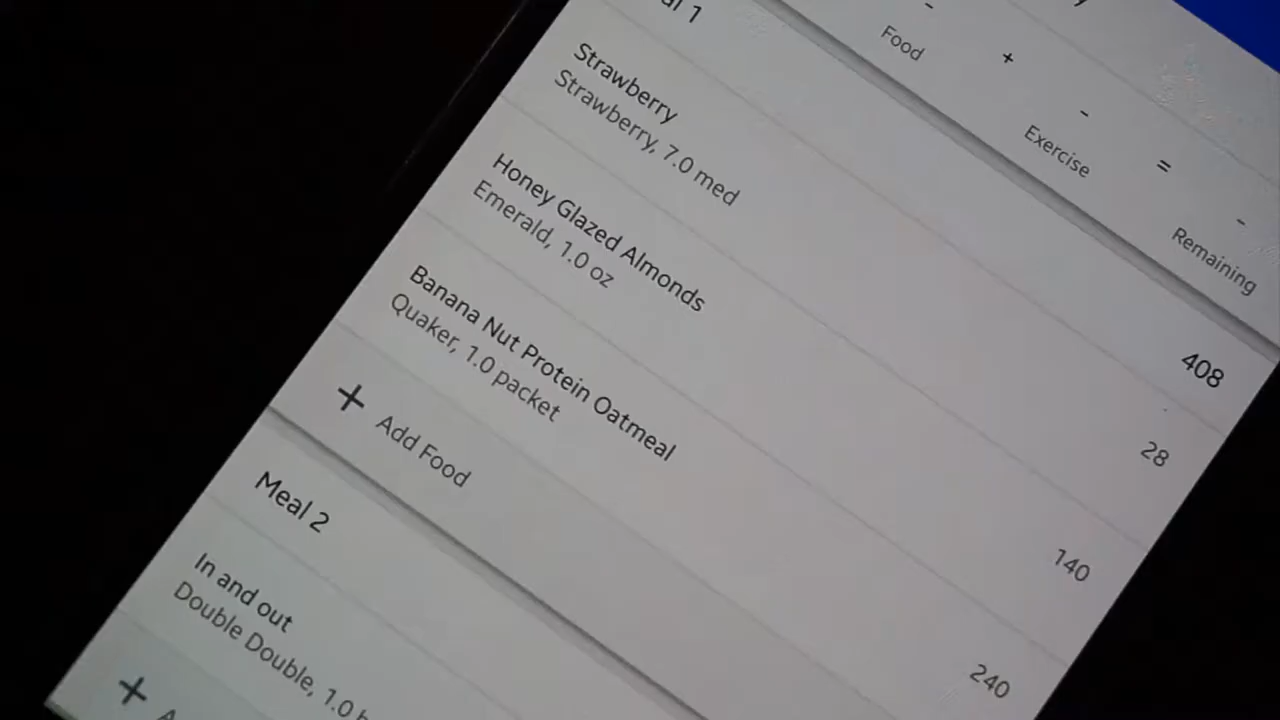 - + - = -
Food Exercise Remaining
1 408
Strawberry
Strawberry, 7.0 med 28
Honey Glazed Almonds
Emerald, 1.0 oz 140
Banana Nut Protein Oatmeal
Quaker, 1.0 packet 240
+ Add Food
Meal 2
In and out
Double Double, 1.0
+